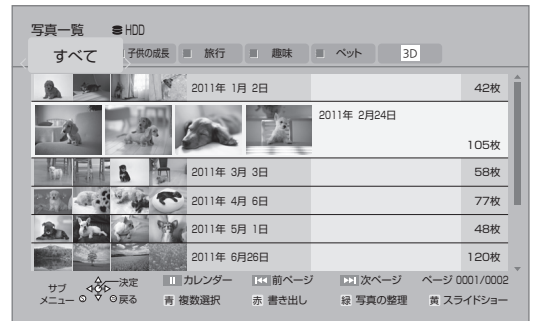 写真一覧 HDD
すべて 子供の成長 旅行 趣味 ペット 3D
2011年 1月 2日 42枚
2011年 2月24日
105枚
2011年 3月 3日 58枚
2011年 4月 6日 77枚
2011年 5月 1日 48枚
2011年 6月26日 120枚
サブメニュー 決定 戻る
カレンダー 前ページ 次ページ ページ 0001/0002
青 複数選択 赤 書き出し 緑 写真の整理 黄 スライドショー